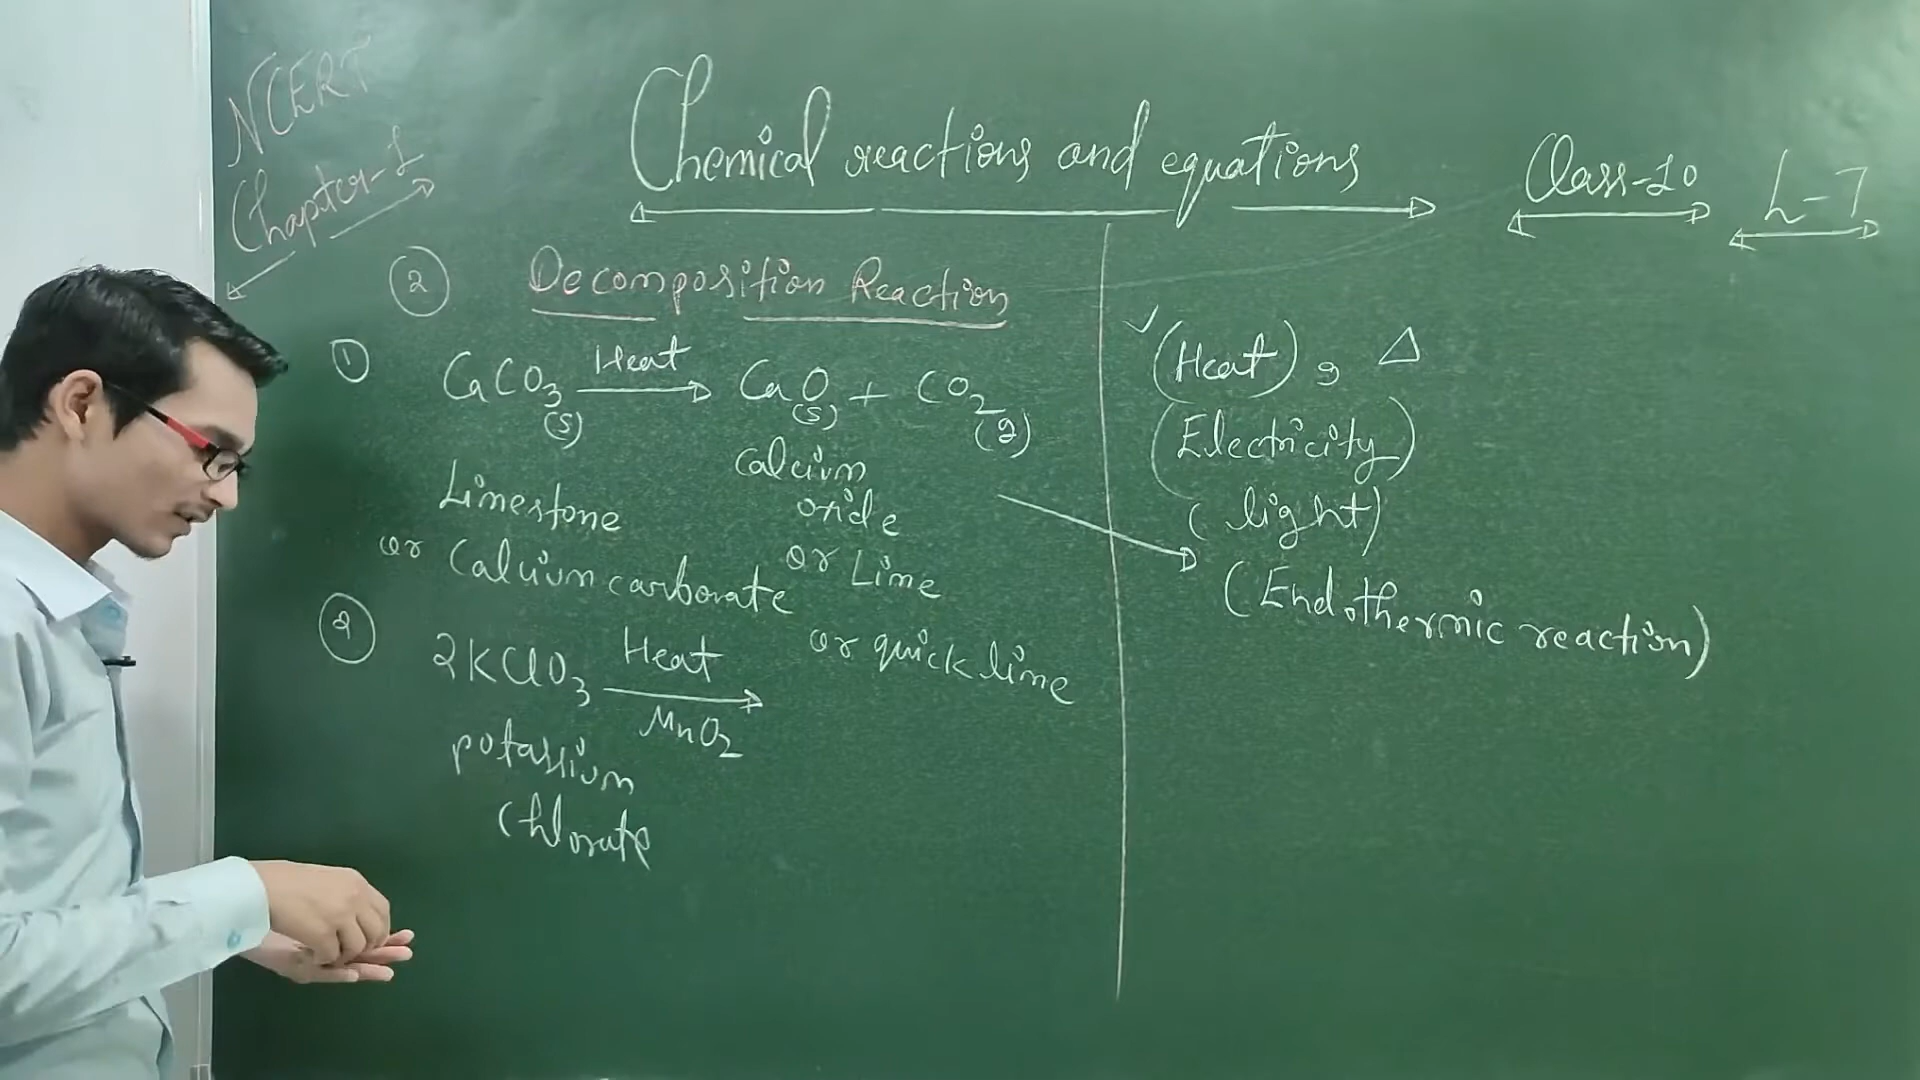 NCERT
Chapter-1
Chemical reactions and equations
Class-10
L-7
② Decomposition Reaction
① CaCO₃(s) —Heat→ CaO(s) + CO₂(g)
Limestone
or Calcium carbonate
Calcium
oxide
or Lime
or quick lime
② 2KClO₃ —Heat→
MnO₂
potassium
Chlorate
✓ (Heat), △
(Electricity)
(light)
(Endothermic reaction)